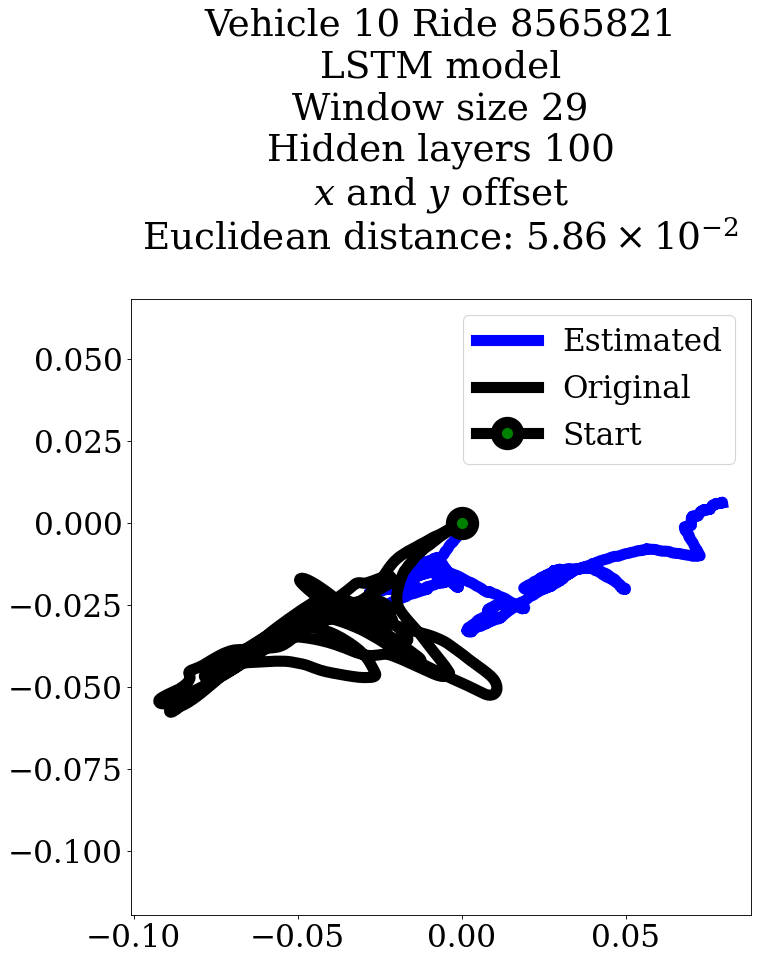 Vehicle 10 Ride 8565821
LSTM model
Window size 29
Hidden layers 100
x and y offset
Euclidean distance: 5.86 × 10⁻²
Estimated
Original
Start
0.050
0.025
0.000
−0.025
−0.050
−0.075
−0.100
−0.10 −0.05 0.00 0.05